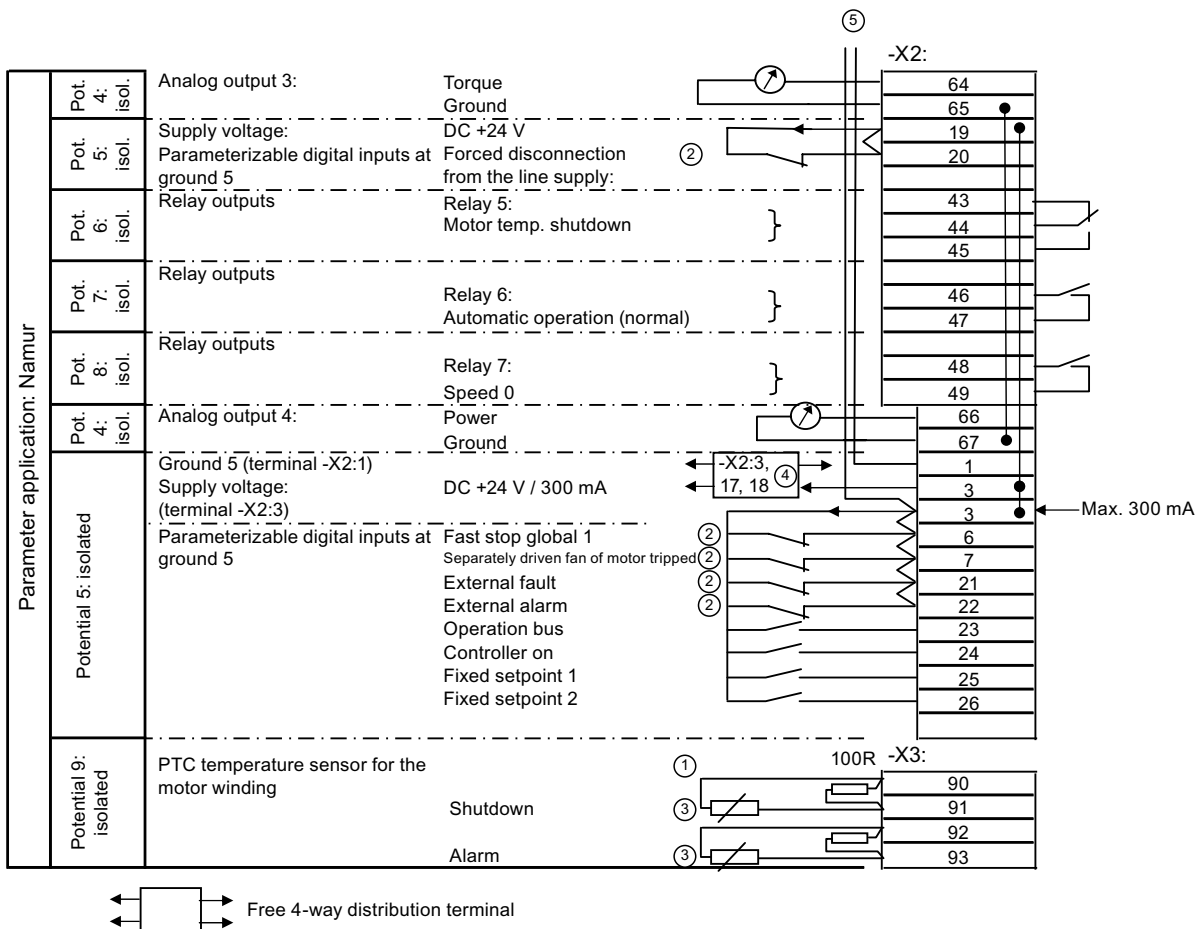 5
-X2:
Parameter application: Namur
Pot. 4: isol.
Analog output 3: Torque 64
Ground 65
Pot. 5: isol.
Supply voltage: DC +24 V 19
Parameterizable digital inputs at Forced disconnection 2 20
ground 5 from the line supply:
Pot. 6: isol.
Relay outputs Relay 5: } 43
Motor temp. shutdown 44
45
Pot. 7: isol.
Relay outputs
Relay 6: } 46
Automatic operation (normal) 47
Pot. 8: isol.
Relay outputs
Relay 7: } 48
Speed 0 49
Pot. 4: isol.
Analog output 4: Power 66
Ground 67
Potential 5: isolated
Ground 5 (terminal -X2:1) -X2:3, 1
Supply voltage: DC +24 V / 300 mA 17, 18 4 3
(terminal -X2:3) 3 Max. 300 mA
Parameterizable digital inputs at Fast stop global 1 2 6
ground 5 Separately driven fan of motor tripped 2 7
External fault 2 21
External alarm 2 22
Operation bus 23
Controller on 24
Fixed setpoint 1 25
Fixed setpoint 2 26
Potential 9: isolated
100R -X3:
PTC temperature sensor for the 1 90
motor winding
Shutdown 3 91
92
Alarm 3 93
Free 4-way distribution terminal